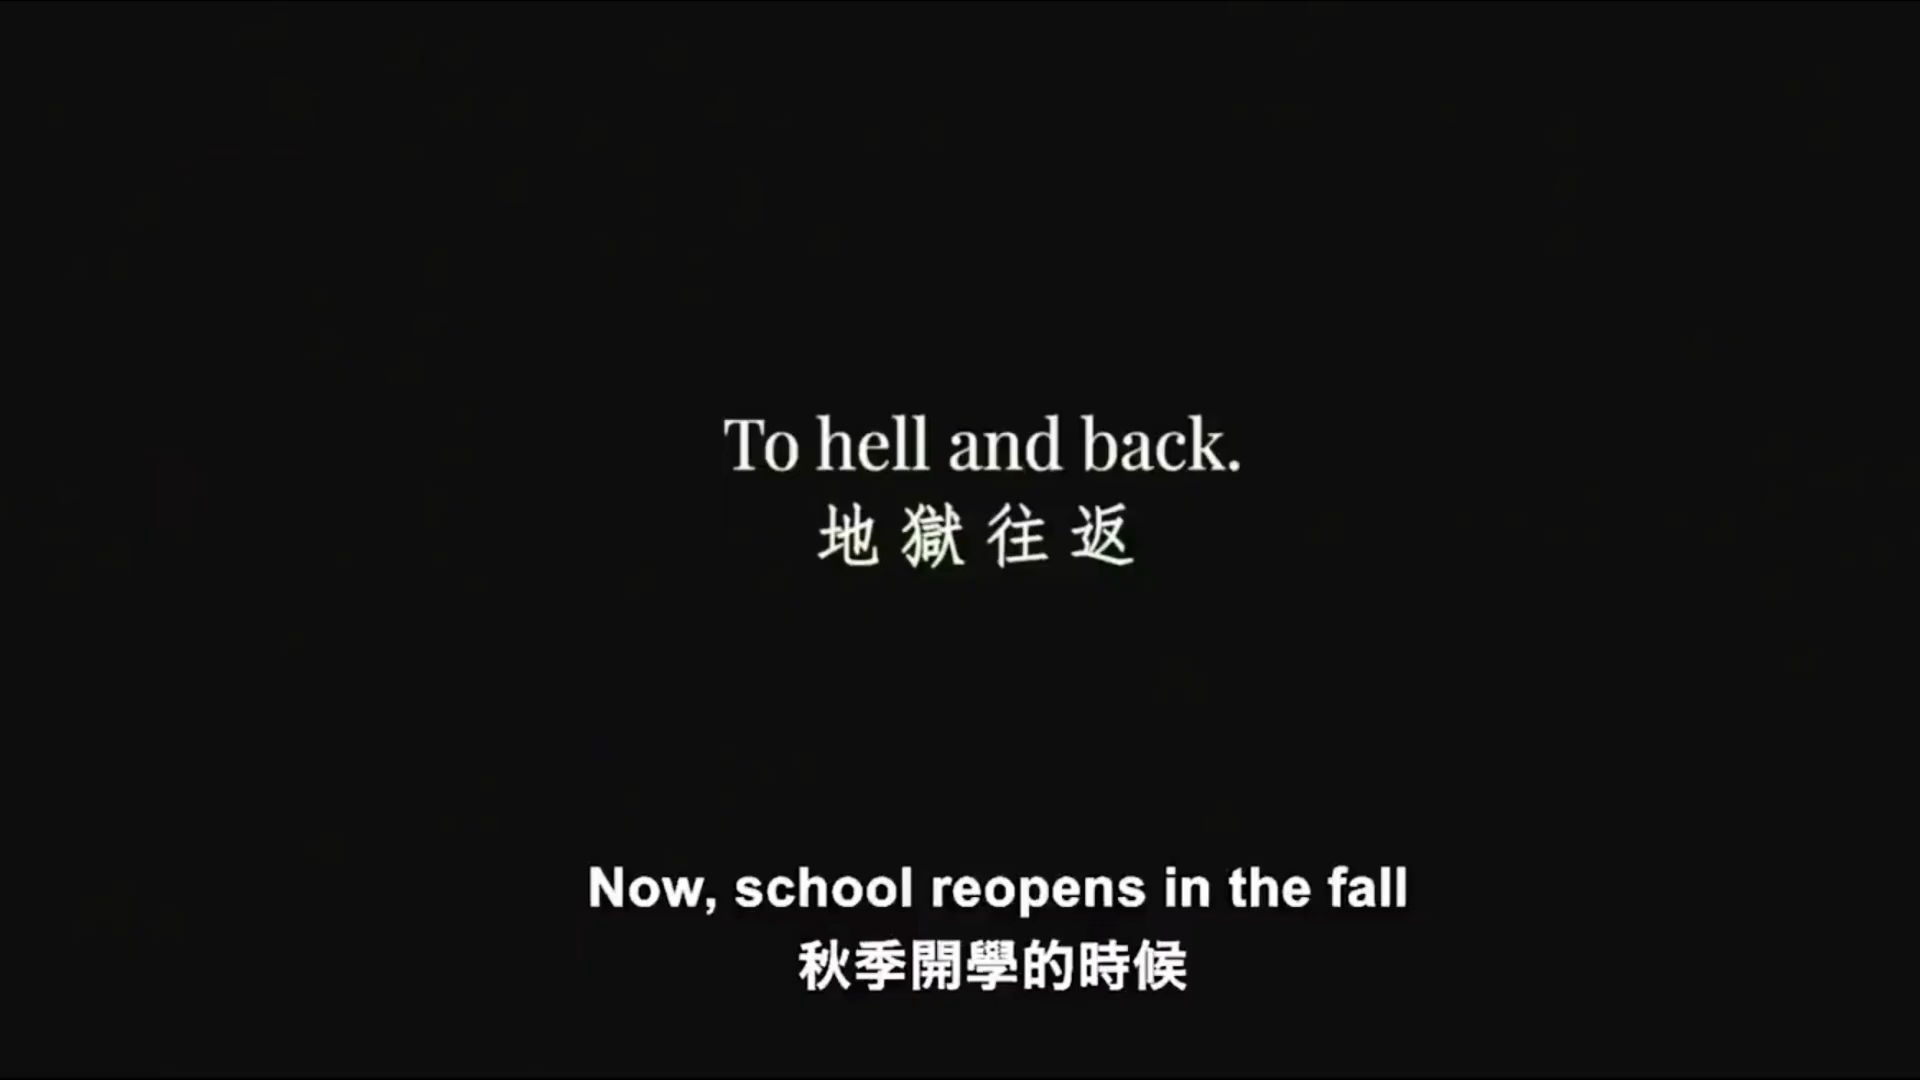 To hell and back.
地獄往返
Now, school reopens in the fall
秋季開學的時候